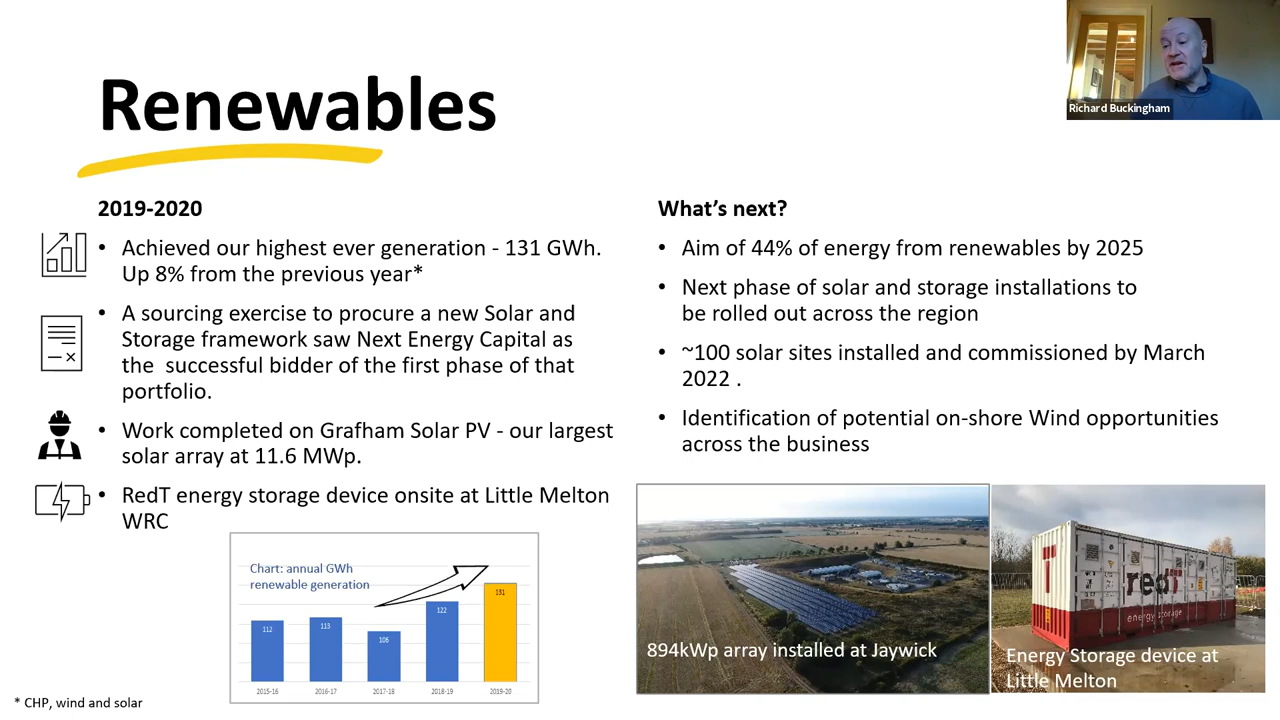 Renewables
Richard Buckingham
2019-2020
• Achieved our highest ever generation - 131 GWh.
Up 8% from the previous year*
• A sourcing exercise to procure a new Solar and
Storage framework saw Next Energy Capital as
the  successful bidder of the first phase of that
portfolio.
• Work completed on Grafham Solar PV - our largest
solar array at 11.6 MWp.
• RedT energy storage device onsite at Little Melton
WRC
Chart: annual GWh
renewable generation
112
113
106
122
131
2015-16
2016-17
2017-18
2018-19
2019-20
* CHP, wind and solar
What’s next?
• Aim of 44% of energy from renewables by 2025
• Next phase of solar and storage installations to
be rolled out across the region
• ~100 solar sites installed and commissioned by March
2022 .
• Identification of potential on-shore Wind opportunities
across the business
894kWp array installed at Jaywick
redT
energy storage
Energy Storage device at
Little Melton